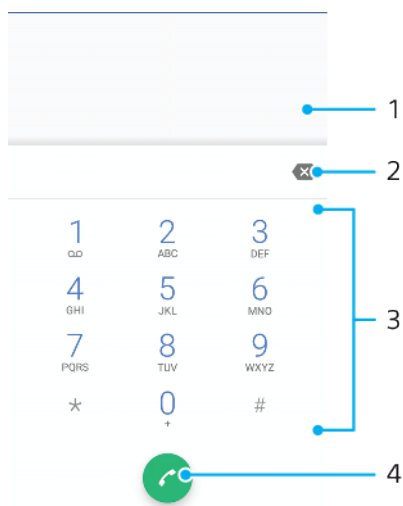 1
2
1 2 3
ABC DEF
4 5 6
GHI JKL MNO
3
7 8 9
PQRS TUV WXYZ
* 0 #
+
4